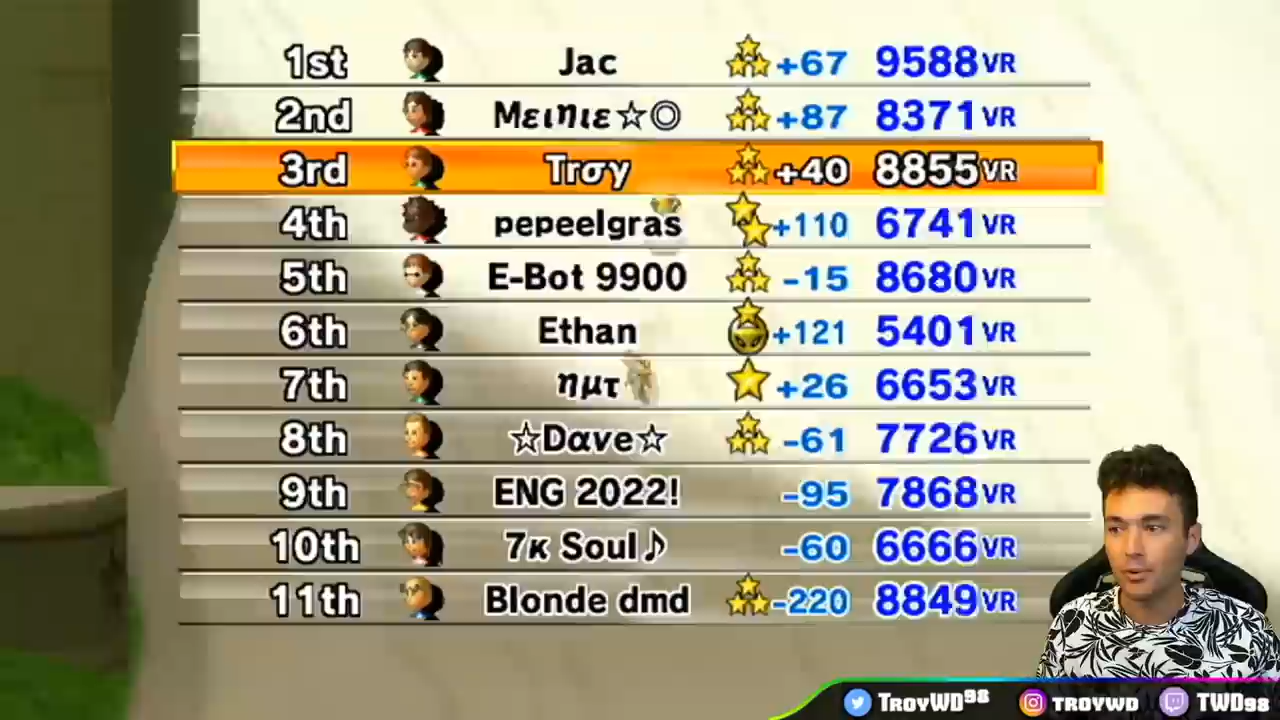 1st Jac +67 9588VR
2nd Mειηιε☆◎ +87 8371VR
3rd Trσy +40 8855VR
4th pepeelgras +110 6741VR
5th E-Bot 9900 -15 8680VR
6th Ethan +121 5401VR
7th ημτ +26 6653VR
8th ☆Dαve☆ -61 7726VR
9th ENG 2022! -95 7868VR
10th 7κ Soul♪ -60 6666VR
11th Blonde dmd -220 8849VR
TROYWD98 TROYWD TWD98